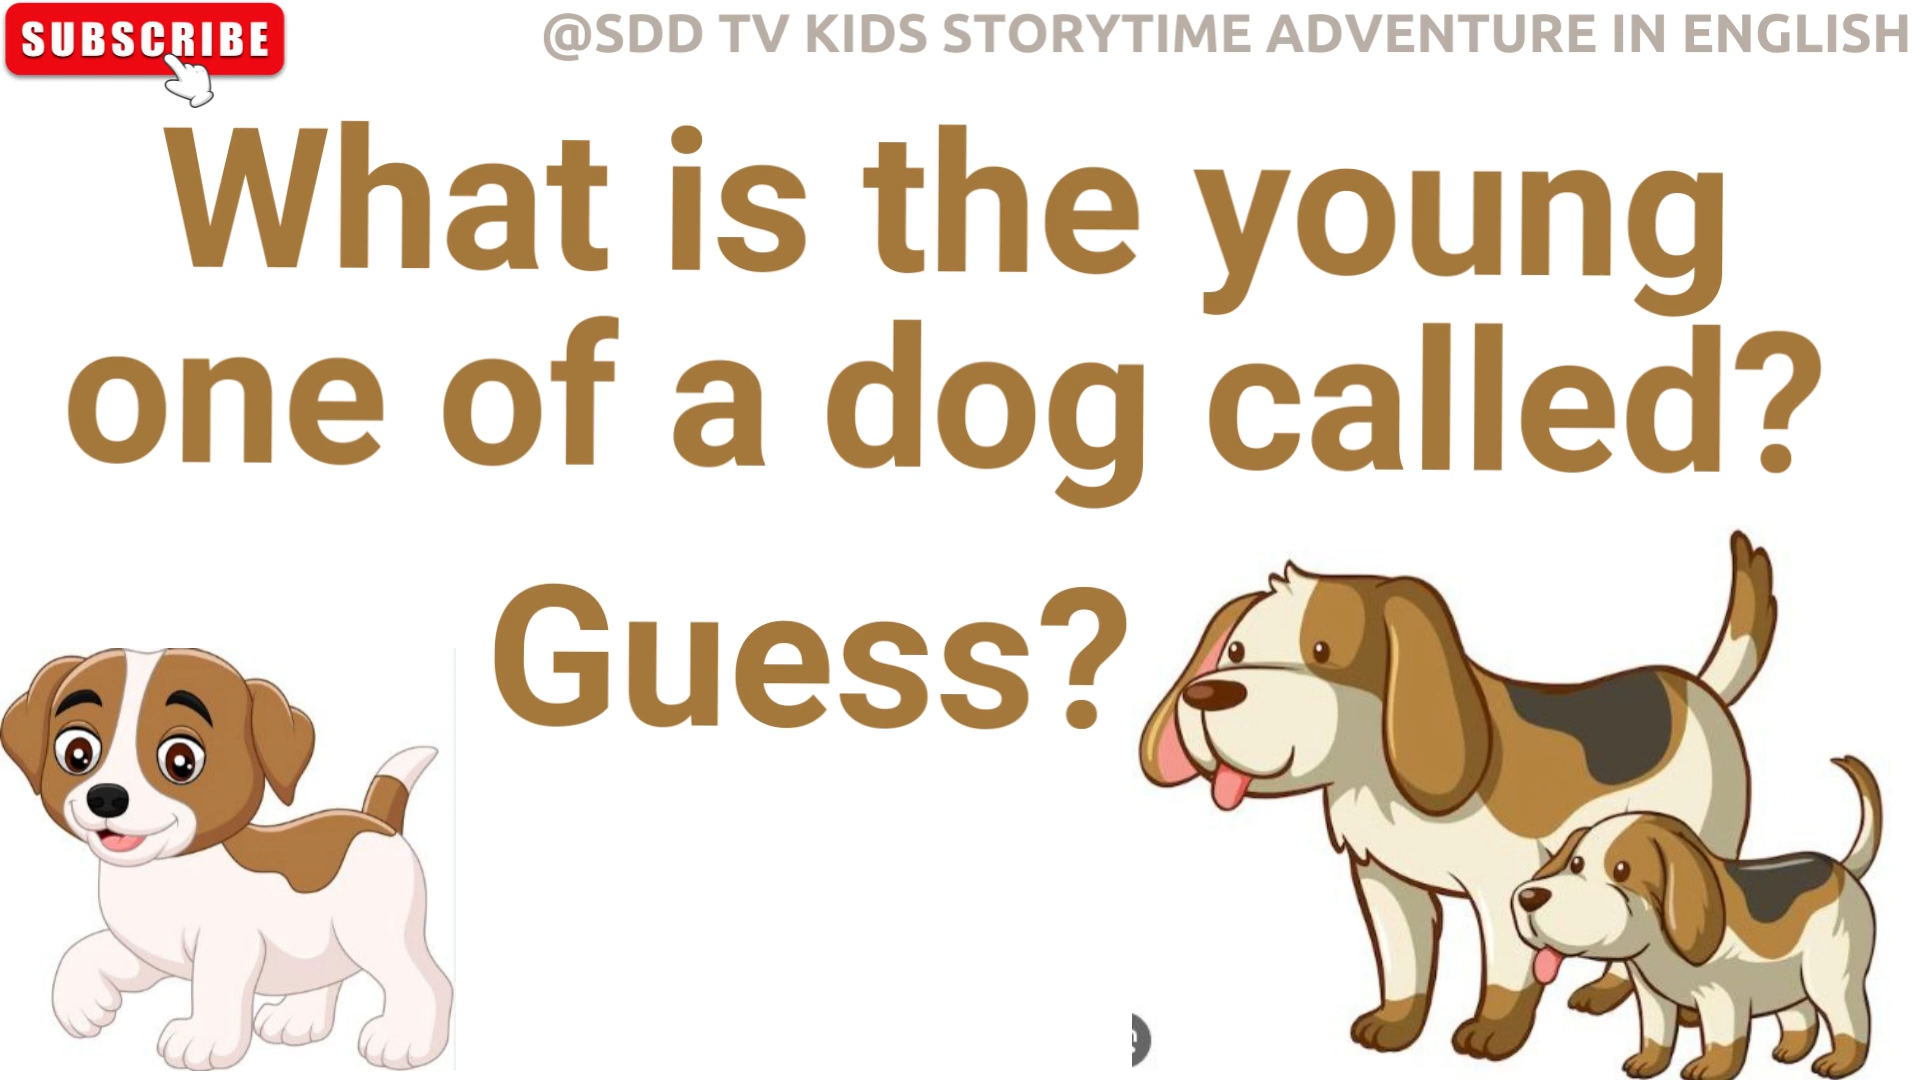 SUBSCRIBE
@SDD TV KIDS STORYTIME ADVENTURE IN ENGLISH
What is the young
one of a dog called?
Guess?